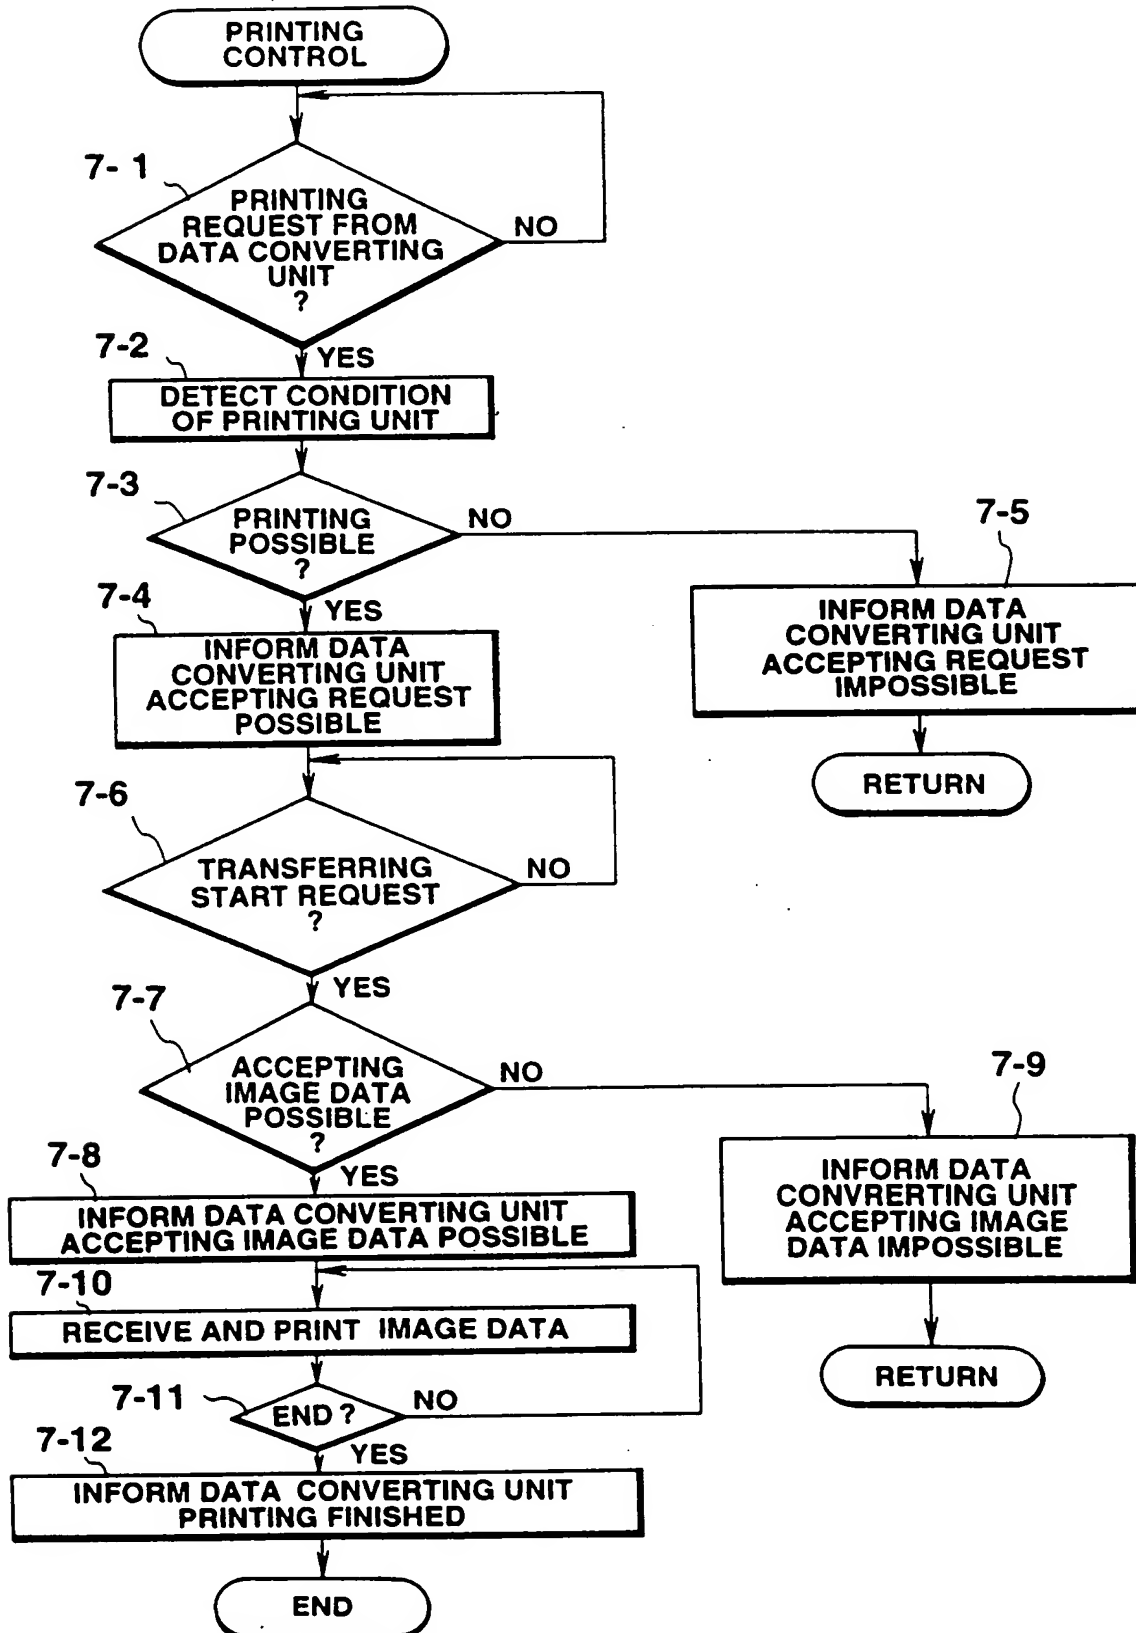 PRINTING
CONTROL
7- 1
PRINTING
REQUEST FROM
DATA CONVERTING
UNIT
?
NO
7-2
YES
DETECT CONDITION
OF PRINTING UNIT
7-3
PRINTING
POSSIBLE
?
NO
7-5
7-4
YES
INFORM DATA
CONVERTING UNIT
ACCEPTING REQUEST
POSSIBLE
INFORM DATA
CONVERTING UNIT
ACCEPTING REQUEST
IMPOSSIBLE
RETURN
7-6
TRANSFERRING
START REQUEST
?
NO
YES
7-7
ACCEPTING
IMAGE DATA
POSSIBLE
?
NO
7-9
7-8
YES
INFORM DATA CONVERTING UNIT
ACCEPTING IMAGE DATA POSSIBLE
INFORM DATA
CONVRERTING UNIT
ACCEPTING IMAGE
DATA IMPOSSIBLE
RETURN
7-10
RECEIVE AND PRINT IMAGE DATA
7-11
END ?
NO
7-12
YES
INFORM DATA CONVERTING UNIT
PRINTING FINISHED
END